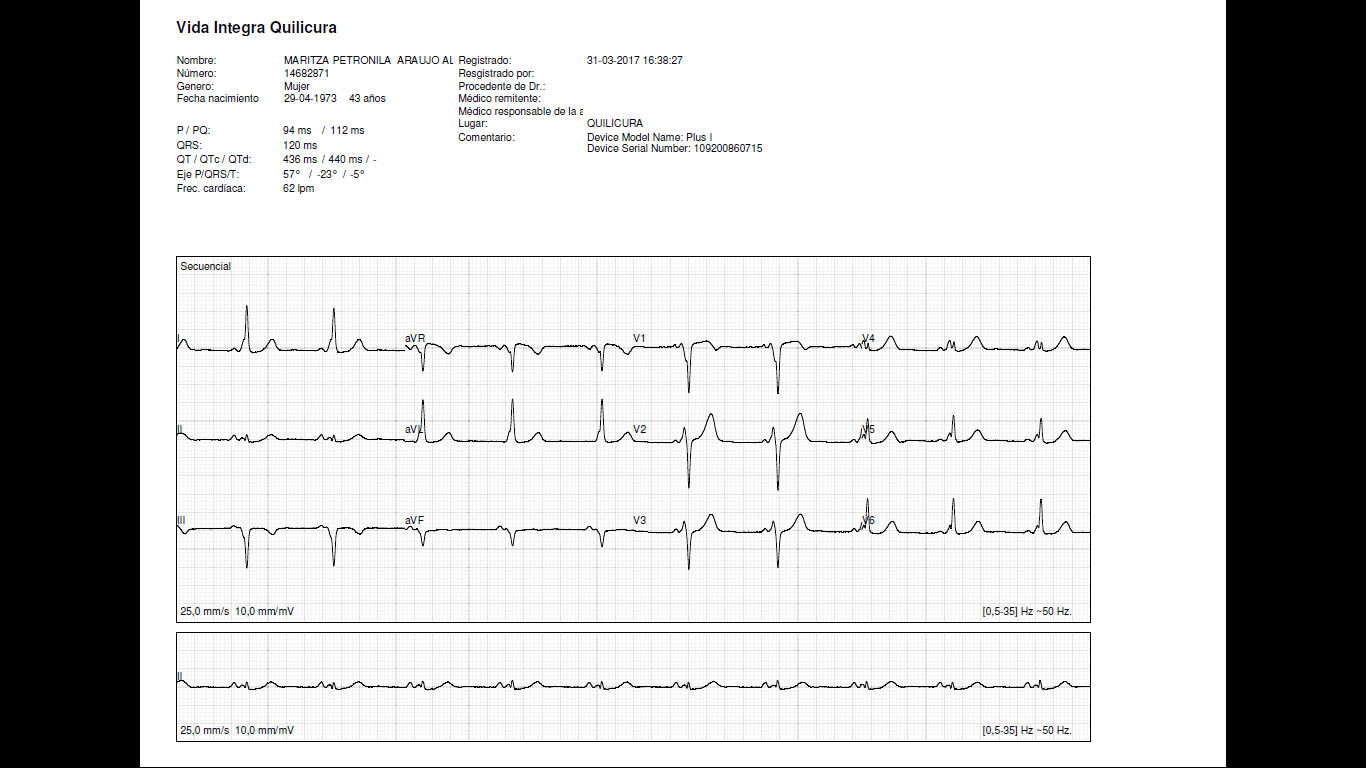 Vida Integra Quilicura
Nombre: MARITZA PETRONILA ARAUJO AL
Número: 14682871
Genero: Mujer
Fecha nacimiento 29-04-1973 43 años
P / PQ: 94 ms / 112 ms
QRS: 120 ms
QT / QTc / QTd: 436 ms / 440 ms / -
Eje P/QRS/T: 57° / -23° / -5°
Frec. cardíaca: 62 lpm
Registrado: 31-03-2017 16:38:27
Resgistrado por:
Procedente de Dr.:
Médico remitente:
Médico responsable de la a
Lugar: QUILICURA
Comentario: Device Model Name: Plus I
Device Serial Number: 109200860715
Secuencial
I aVR V1 V4
II aVL V2 V5
III aVF V3 V6
25,0 mm/s 10,0 mm/mV [0,5-35] Hz ~50 Hz.
II
25,0 mm/s 10,0 mm/mV [0,5-35] Hz ~50 Hz.